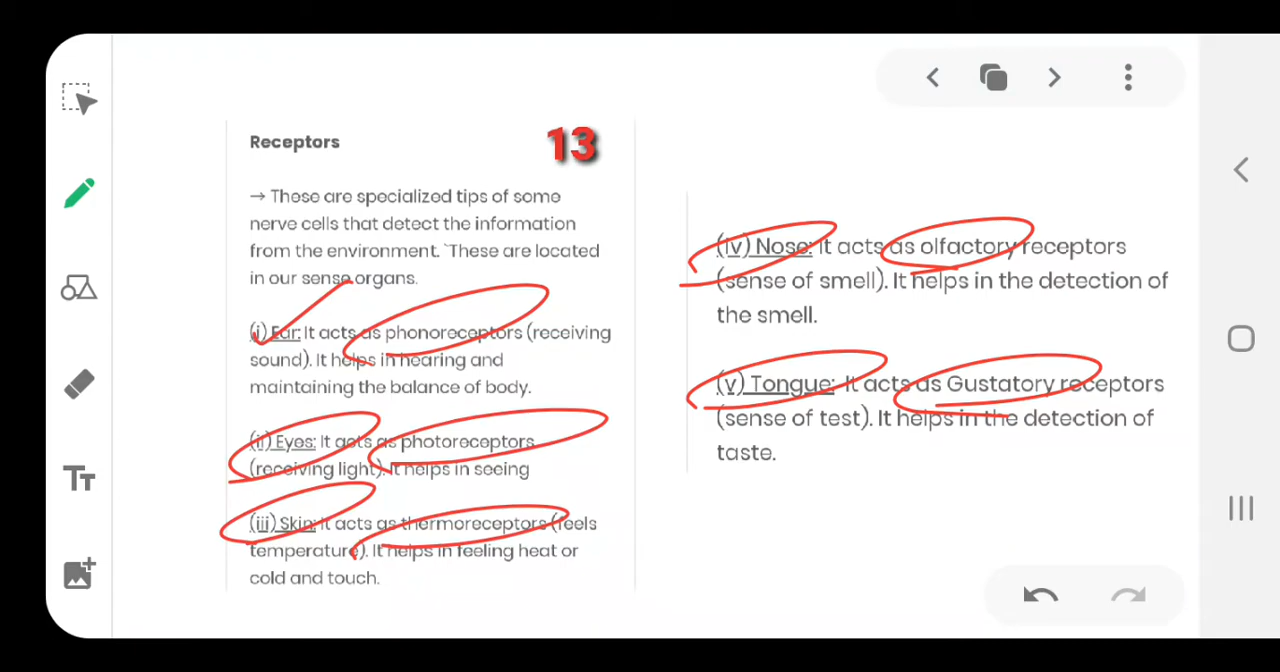 Receptors
13
→ These are specialized tips of some
nerve cells that detect the information
from the environment. `These are located
in our sense organs.
(i) Ear: It acts as phonoreceptors (receiving
sound). It helps in hearing and
maintaining the balance of body.
(ii) Eyes: It acts as photoreceptors
(receiving light). It helps in seeing
(iii) Skin: It acts as thermoreceptors (feels
temperature). It helps in feeling heat or
cold and touch.
(iv) Nose: It acts as olfactory receptors
(sense of smell). It helps in the detection of
the smell.
(v) Tongue: It acts as Gustatory receptors
(sense of test). It helps in the detection of
taste.
TT